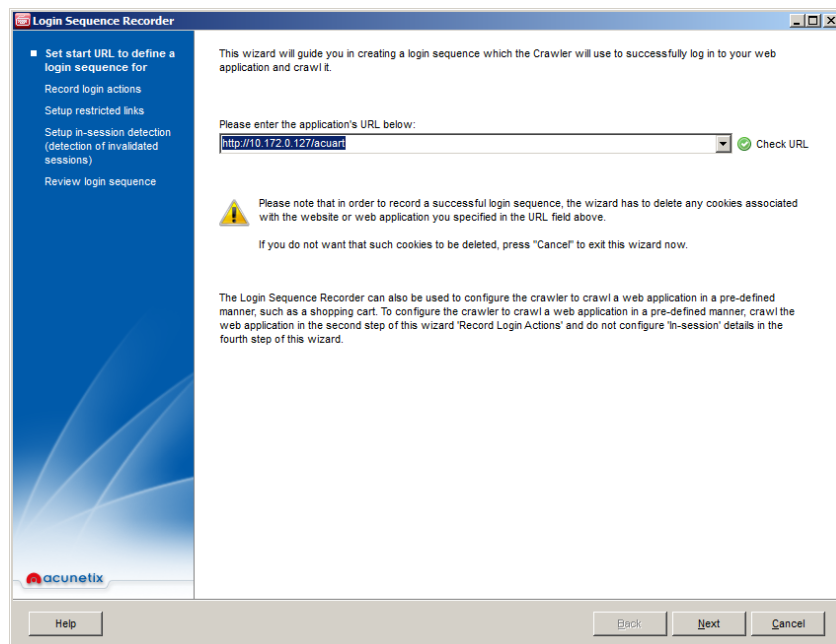 Login Sequence Recorder
Set start URL to define a
login sequence for
Record login actions
Setup restricted links
Setup in-session detection
(detection of invalidated
sessions)
Review login sequence
This wizard will guide you in creating a login sequence which the Crawler will use to successfully log in to your web
application and crawl it.
Please enter the application's URL below:
http://10.172.0.127/acuart
Check URL
Please note that in order to record a successful login sequence, the wizard has to delete any cookies associated
with the website or web application you specified in the URL field above.
If you do not want that such cookies to be deleted, press "Cancel" to exit this wizard now.
The Login Sequence Recorder can also be used to configure the crawler to crawl a web application in a pre-defined
manner, such as a shopping cart. To configure the crawler to crawl a web application in a pre-defined manner, crawl the
web application in the second step of this wizard 'Record Login Actions' and do not configure 'In-session' details in the
fourth step of this wizard.
acunetix
Help
Back
Next
Cancel